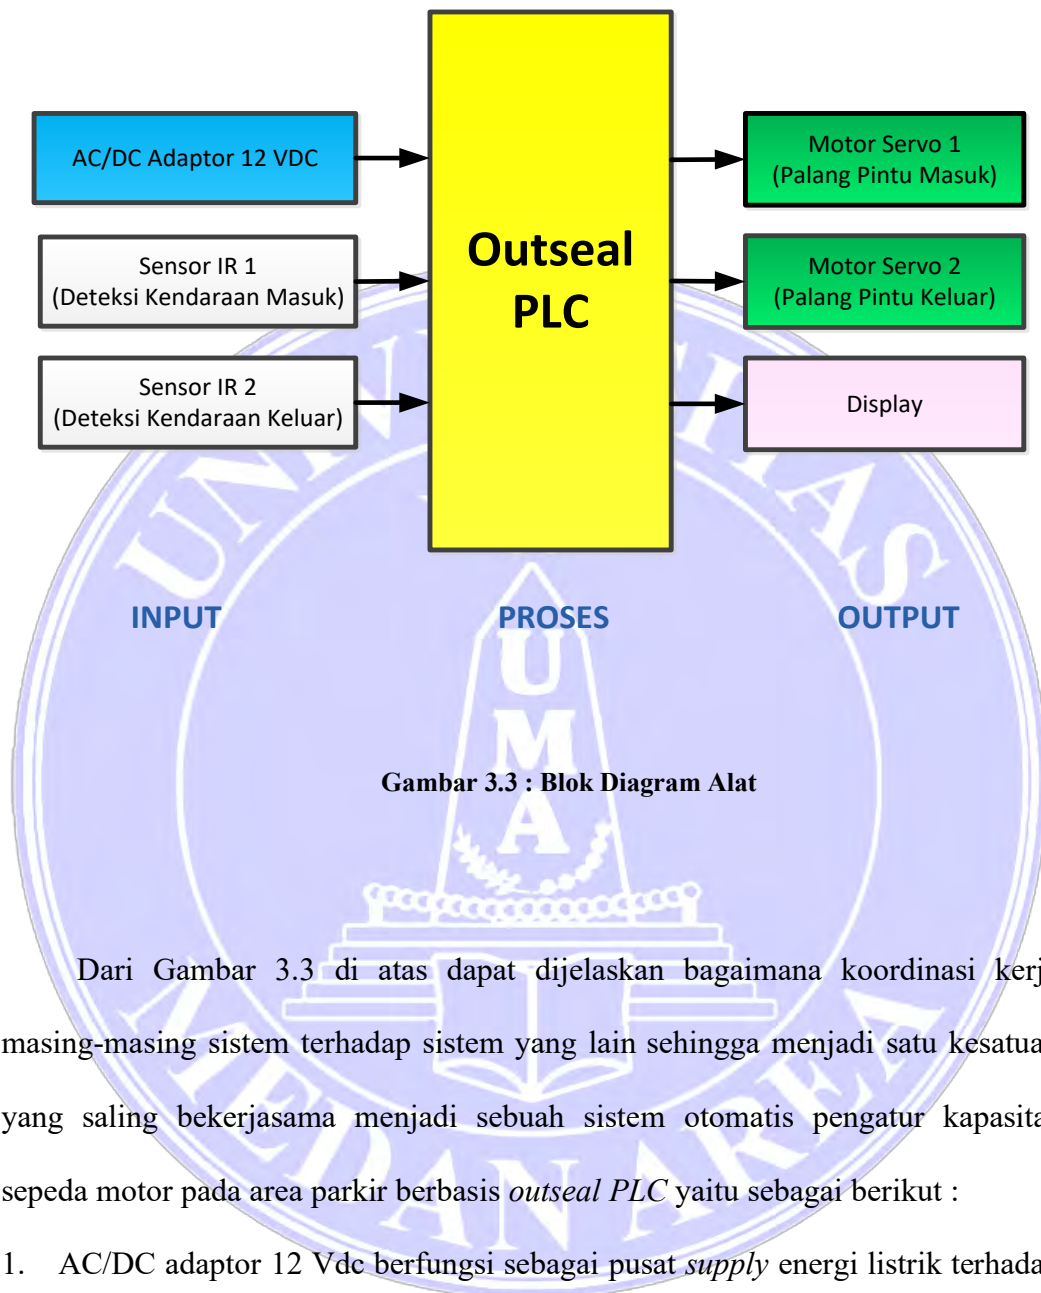 AC/DC Adaptor 12 VDC
Sensor IR 1
(Deteksi Kendaraan Masuk)
Sensor IR 2
(Deteksi Kendaraan Keluar)
Outseal
PLC
Motor Servo 1
(Palang Pintu Masuk)
Motor Servo 2
(Palang Pintu Keluar)
Display
INPUT
PROSES
OUTPUT
UNIVERSITAS
UMA
MEDAN AREA
Gambar 3.3 : Blok Diagram Alat
Dari Gambar 3.3 di atas dapat dijelaskan bagaimana koordinasi kerj
masing-masing sistem terhadap sistem yang lain sehingga menjadi satu kesatua
yang saling bekerjasama menjadi sebuah sistem otomatis pengatur kapasita
sepeda motor pada area parkir berbasis outseal PLC yaitu sebagai berikut :
1. AC/DC adaptor 12 Vdc berfungsi sebagai pusat supply energi listrik terhada